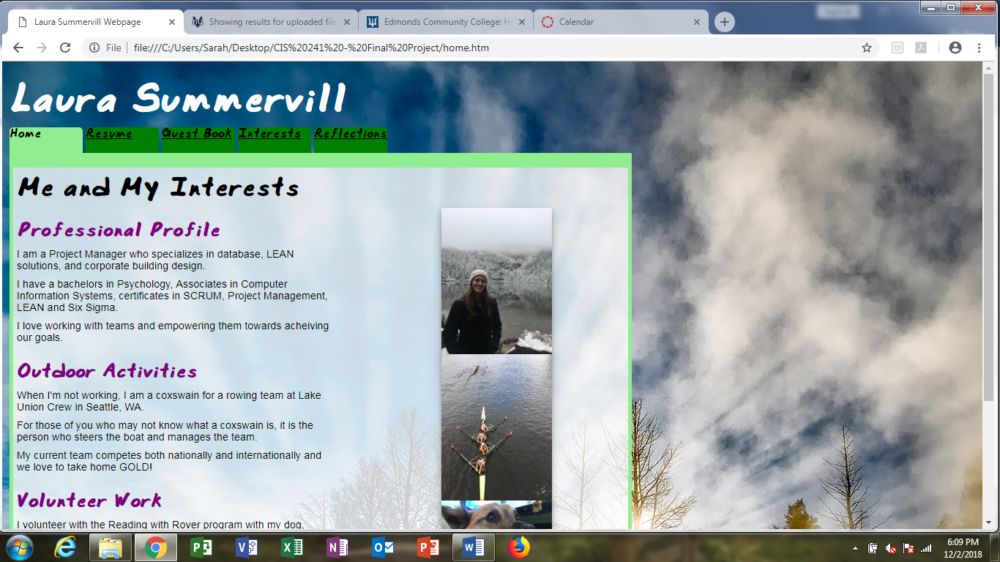 Laura Summervill Webpage
Showing results for uploaded file
Edmonds Community College: H
Calendar
File
file:///C:/Users/Sarah/Desktop/CIS%20241%20-%20Final%20Project/home.htm
Laura Summervill
Home Resume Guest Book Interests Reflections
Me and My Interests
Professional Profile
I am a Project Manager who specializes in database, LEAN
solutions, and corporate building design.
I have a bachelors in Psychology, Associates in Computer
Information Systems, certificates in SCRUM, Project Management,
LEAN and Six Sigma.
I love working with teams and empowering them towards acheiving
our goals.
Outdoor Activities
When I'm not working, I am a coxswain for a rowing team at Lake
Union Crew in Seattle, WA.
For those of you who may not know what a coxswain is, it is the
person who steers the boat and manages the team.
My current team competes both nationally and internationally and
we love to take home GOLD!
Volunteer Work
I volunteer with the Reading with Rover program with my dog,
6:09 PM
12/2/2018